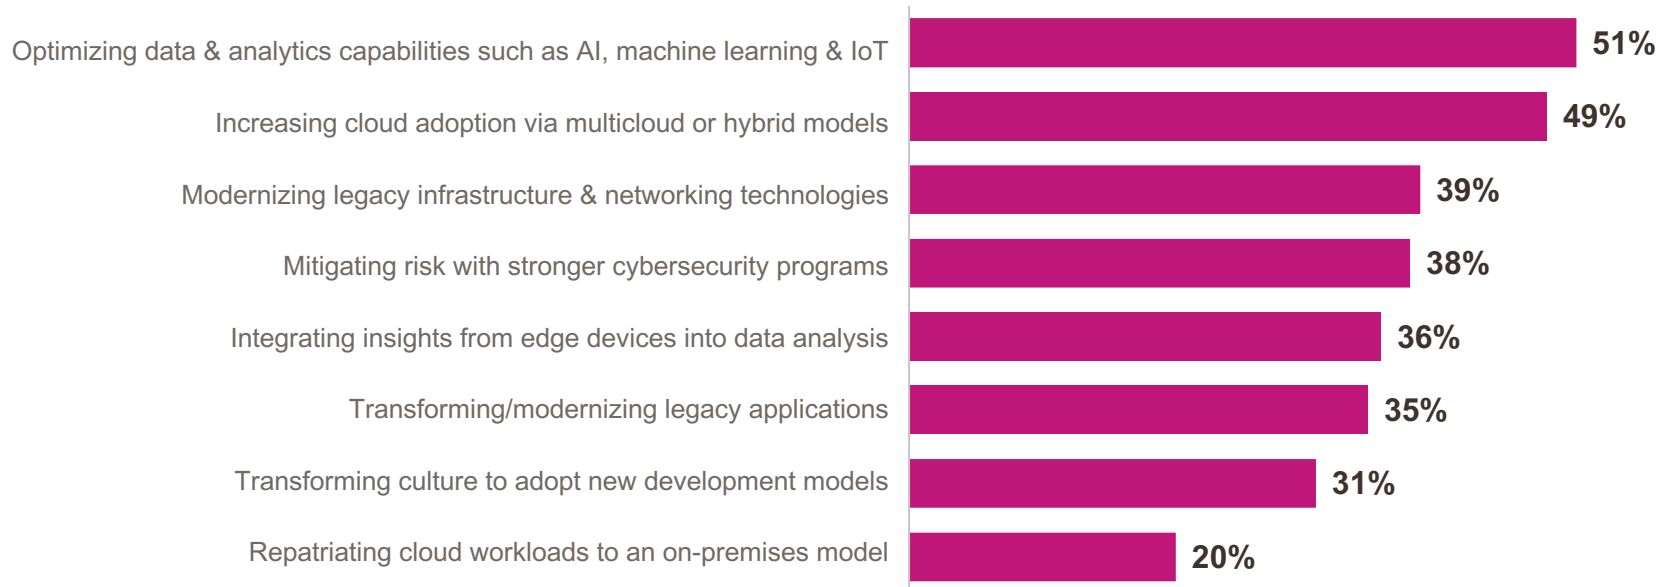 Optimizing data & analytics capabilities such as AI, machine learning & IoT 51%
Increasing cloud adoption via multicloud or hybrid models 49%
Modernizing legacy infrastructure & networking technologies 39%
Mitigating risk with stronger cybersecurity programs 38%
Integrating insights from edge devices into data analysis 36%
Transforming/modernizing legacy applications 35%
Transforming culture to adopt new development models 31%
Repatriating cloud workloads to an on-premises model 20%